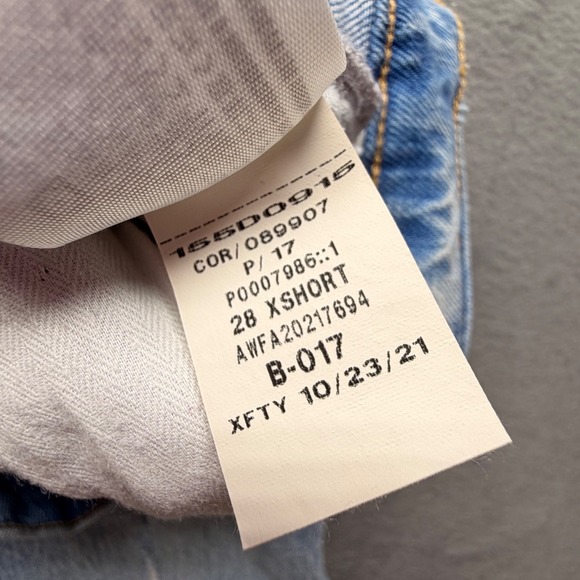 155D0915
COR/089907
P/ 17
P0007986::1
28 XSHORT
AWFA20217694
B-017
XFTY 10/23/21